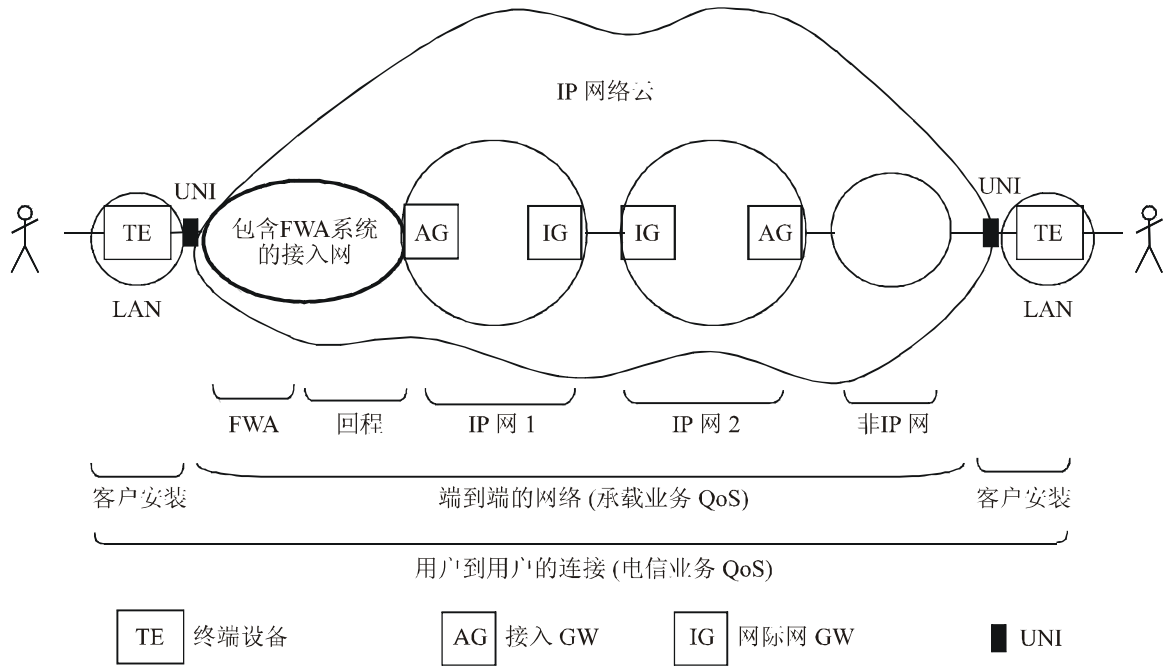 IP 网络云
UNI
UNI
TE
包含FWA系统
的接入网
AG
IG
IG
AG
TE
LAN
LAN
FWA
回程
IP 网 1
IP 网 2
非IP 网
客户安装
端到端的网络 (承载业务 QoS)
客户安装
用户到用户的连接 (电信业务 QoS)
TE 终端设备
AG 接入 GW
IG 网际网 GW
UNI